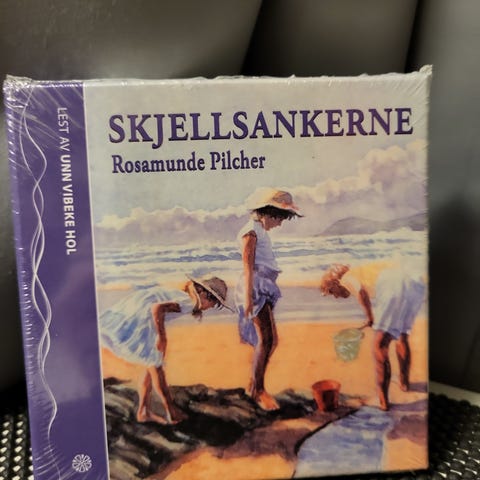 LEST AV UNN VIBEKE HOL
SKJELLSANKERNE
Rosamunde Pilcher